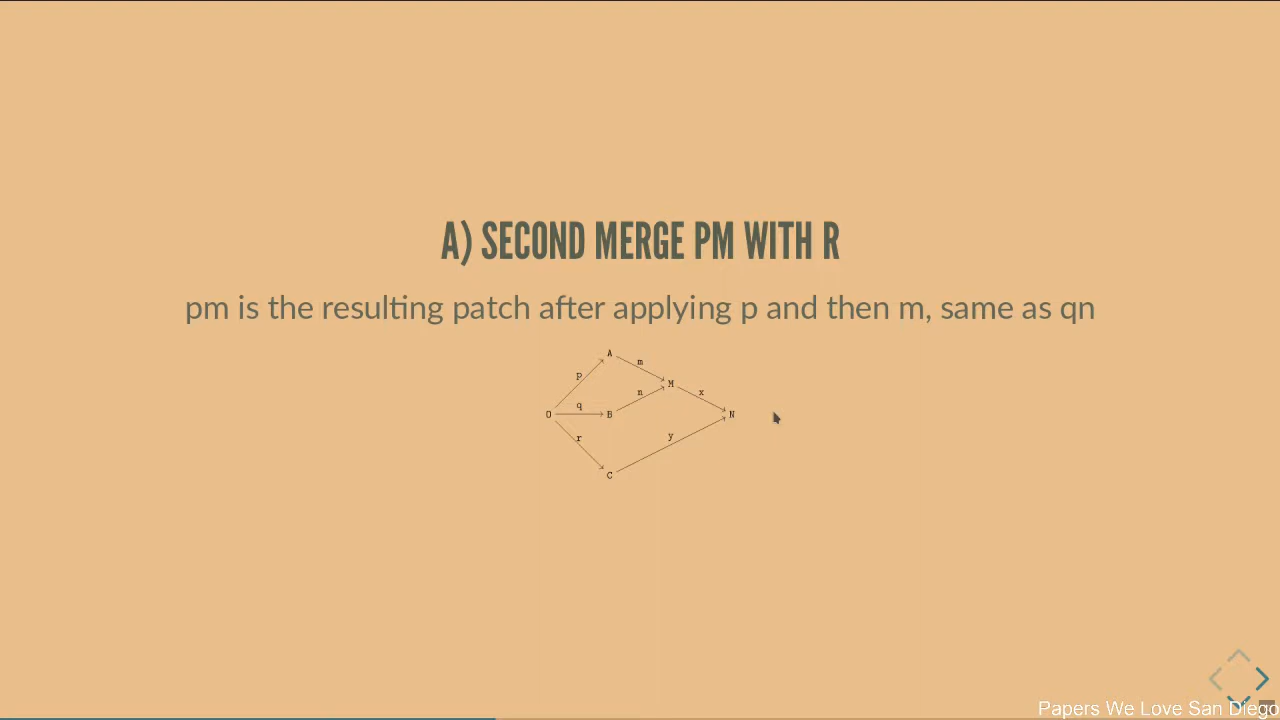 A) SECOND MERGE PM WITH R
pm is the resulting patch after applying p and then m, same as qn
A
m
p
M
x
q
n
O
B
N
r
y
C
Papers We Love San Diego